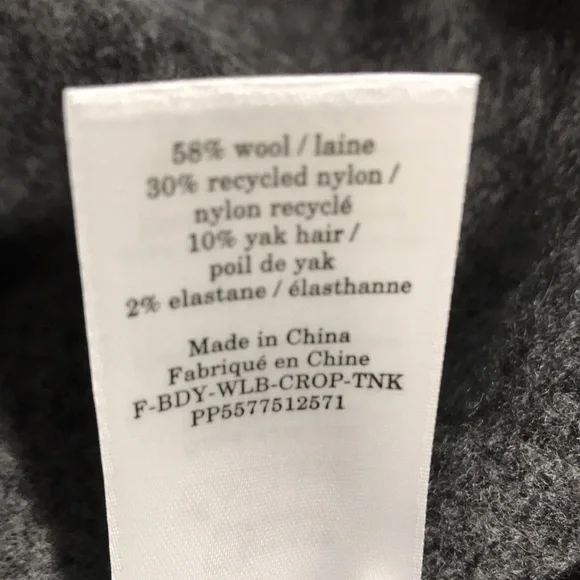 58% wool / laine
30% recycled nylon /
nylon recyclé
10% yak hair /
poil de yak
2% elastane / élasthanne
Made in China
Fabriqué en Chine
F-BDY-WLB-CROP-TNK
PP5577512571